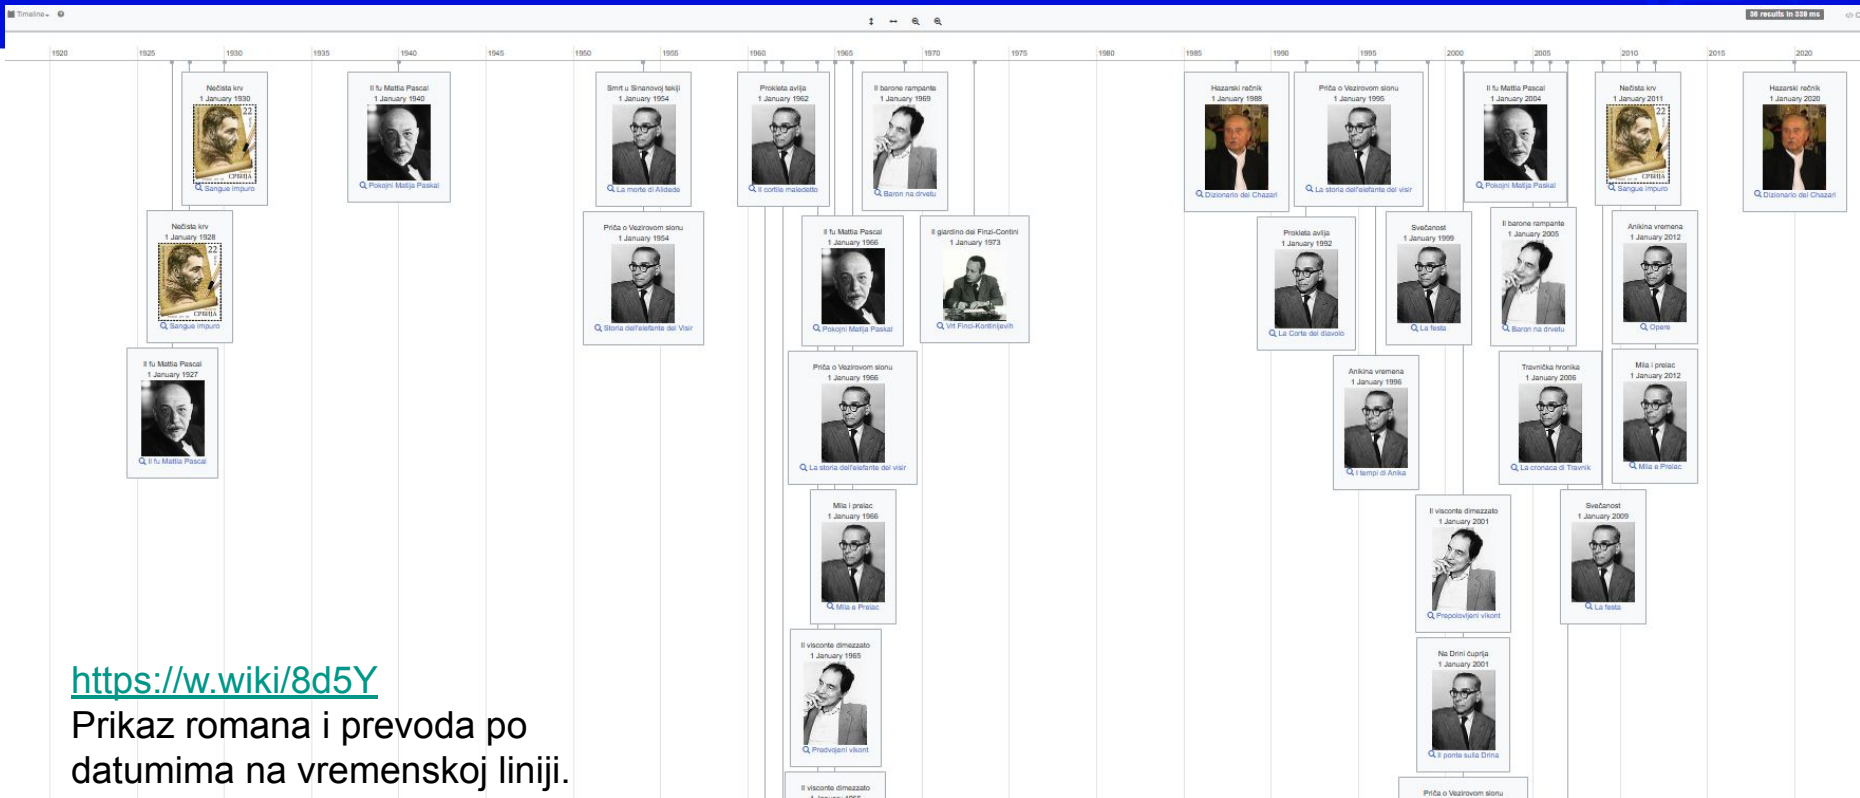 Timeline
36 results in 339 ms
1920 1925 1930 1935 1940 1945 1950 1955 1960 1965 1970 1975 1980 1985 1990 1995 2000 2005 2010 2015 2020
Nečista krv
1 January 1930
22
СРБИЈА
Sangue impuro
Il fu Mattia Pascal
1 January 1940
Pokojni Matija Paskal
Smrt u Sinanovoj tekiji
1 January 1954
La morte di Alidede
Prokleta avlija
1 January 1962
Il cortile maledetto
Il barone rampante
1 January 1969
Baron na drvetu
Hazarski rečnik
1 January 1988
Dizionario dei Chazari
Priča o Vezirovom slonu
1 January 1995
La storia dell'elefante del visir
Il fu Mattia Pascal
1 January 2004
Pokojni Matija Paskal
Nečista krv
1 January 2011
22
СРБИЈА
Sangue impuro
Hazarski rečnik
1 January 2020
Dizionario dei Chazari
Nečista krv
1 January 1928
22
СРБИЈА
Sangue impuro
Priča o Vezirovom slonu
1 January 1954
Storia dell'elefante del Visir
Il fu Mattia Pascal
1 January 1966
Pokojni Matija Paskal
Il giardino dei Finzi-Contini
1 January 1973
Vrt Finci-Kontinijevih
Prokleta avlija
1 January 1992
La Corte del diavolo
Svečanost
1 January 1999
La festa
Il barone rampante
1 January 2005
Baron na drvetu
Anikina vremena
1 January 2012
Opere
Il fu Mattia Pascal
1 January 1927
Il fu Mattia Pascal
Priča o Vezirovom slonu
1 January 1966
La storia dell'elefante del visir
Anikina vremena
1 January 1996
I tempi di Anika
Travnička hronika
1 January 2006
La cronaca di Travnik
Mila i prelac
1 January 2012
Mila e Prelac
Mila i prelac
1 January 1966
Mila e Prelac
Il visconte dimezzato
1 January 2001
Prepolovljeni vikont
Svečanost
1 January 2009
La festa
Il visconte dimezzato
1 January 1965
Predvojeni vikont
Na Drini ćuprija
1 January 2001
Il ponte sulla Drina
Il visconte dimezzato
Priča o Vezirovom slonu
https://w.wiki/8d5Y
Prikaz romana i prevoda po
datumima na vremenskoj liniji.